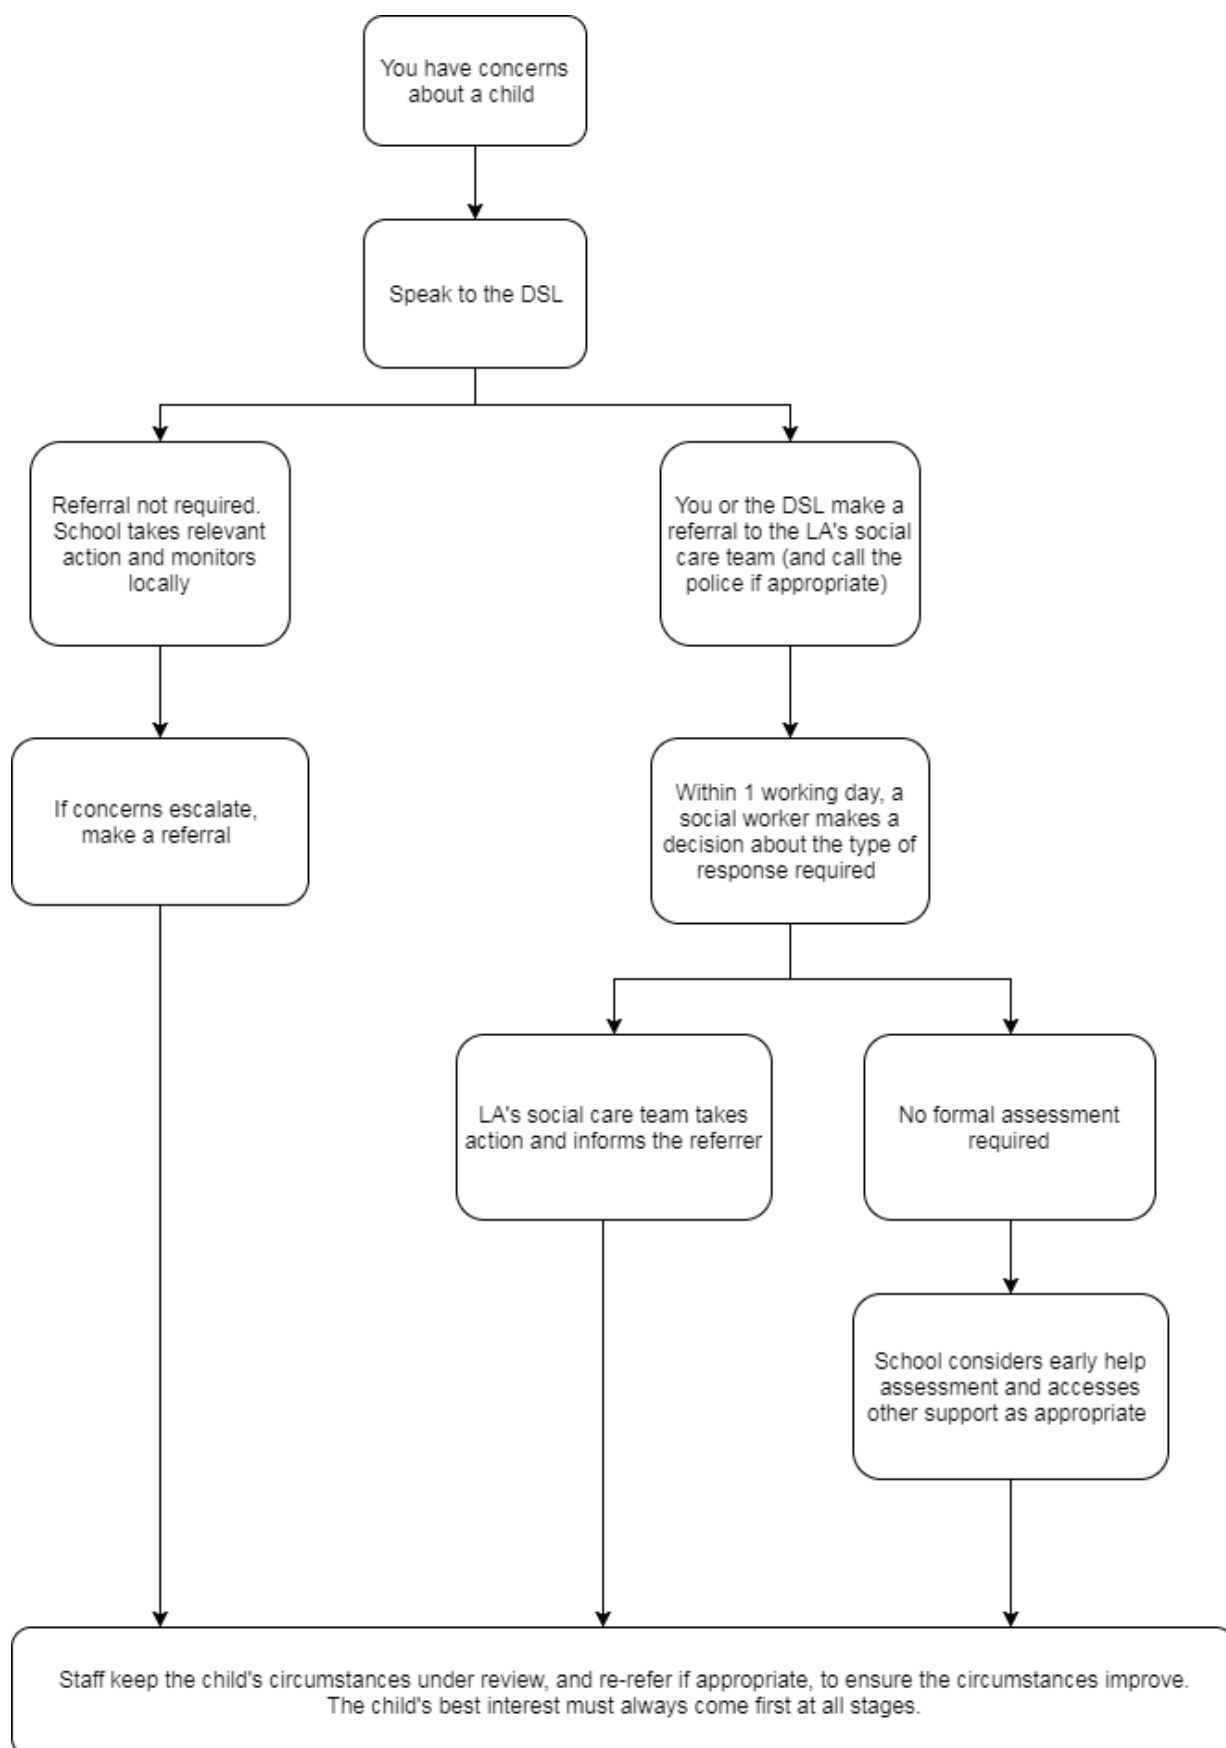 You have concerns
about a child
Speak to the DSL
Referral not required.
School takes relevant
action and monitors
locally
You or the DSL make a
referral to the LA's social
care team (and call the
police if appropriate)
If concerns escalate,
make a referral
Within 1 working day, a
social worker makes a
decision about the type of
response required
LA's social care team takes
action and informs the referrer
No formal assessment
required
School considers early help
assessment and accesses
other support as appropriate
Staff keep the child's circumstances under review, and re-refer if appropriate, to ensure the circumstances improve.
The child's best interest must always come first at all stages.